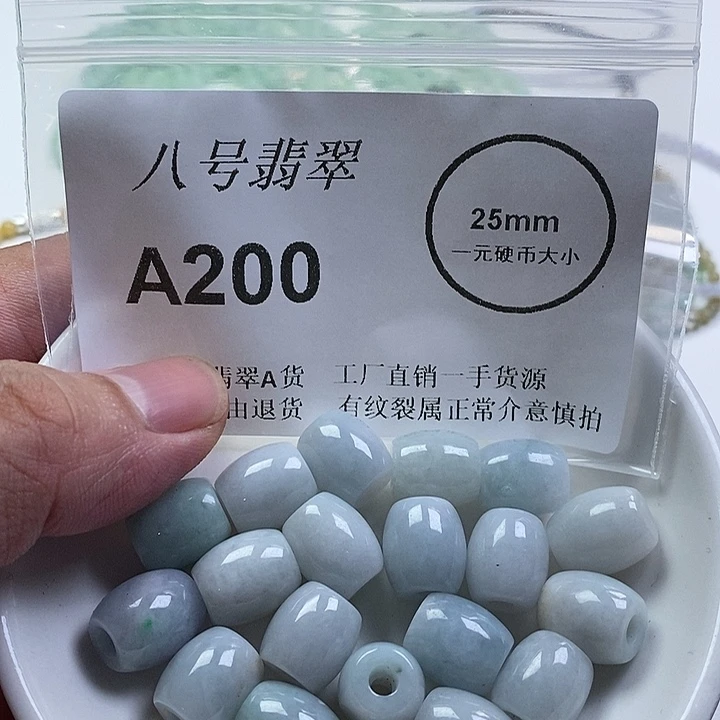 八号翡翠
A200
25mm
一元硬币大小
翡翠A货 工厂直销一手货源
由退货 有纹裂属正常介意慎拍